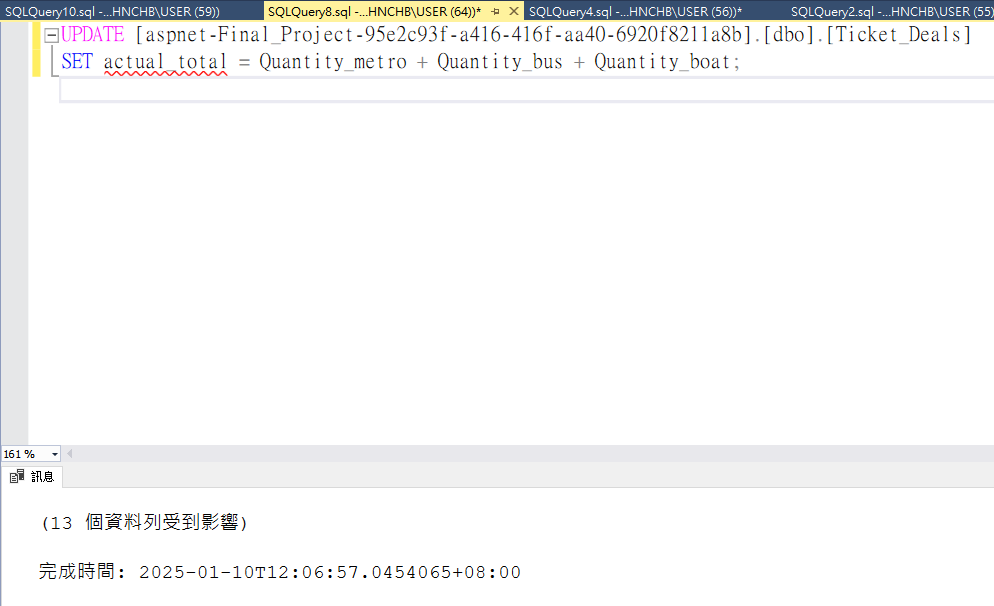 SQLQuery10.sql -...HNCHB\USER (59))
SQLQuery8.sql -...HNCHB\USER (64))*
SQLQuery4.sql -...HNCHB\USER (56))*
SQLQuery2.sql -...HNCHB\USER (55)
UPDATE [aspnet-Final_Project-95e2c93f-a416-416f-aa40-6920f8211a8b].[dbo].[Ticket_Deals]
SET actual_total = Quantity_metro + Quantity_bus + Quantity_boat;
161 %
訊息
(13 個資料列受到影響)
完成時間: 2025-01-10T12:06:57.0454065+08:00